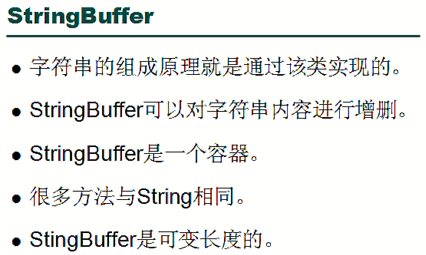 StringBuffer
● 字符串的组成原理就是通过该类实现的。
● StringBuffer可以对字符串内容进行增删。
● StringBuffer是一个容器。
● 很多方法与String相同。
● StingBuffer是可变长度的。